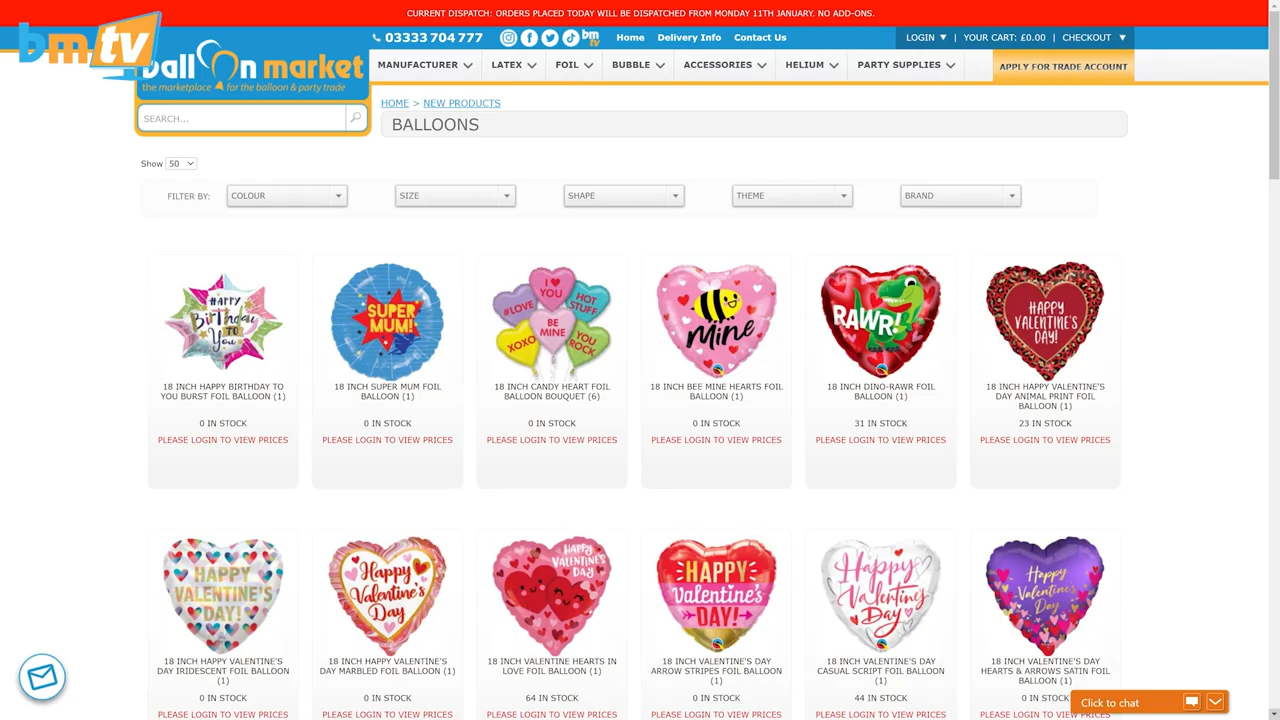 CURRENT DISPATCH: ORDERS PLACED TODAY WILL BE DISPATCHED FROM MONDAY 11TH JANUARY. NO ADD-ONS.
bmtv
03333 704 777
bm
tv
Home Delivery Info Contact Us
LOGIN ▼ | YOUR CART: £0.00 | CHECKOUT ▼
balloon market
the marketplace for the balloon & party trade
MANUFACTURER LATEX FOIL BUBBLE ACCESSORIES HELIUM PARTY SUPPLIES
APPLY FOR TRADE ACCOUNT
SEARCH...
HOME > NEW PRODUCTS
BALLOONS
Show 50
FILTER BY: COLOUR SIZE SHAPE THEME BRAND
#HAPPY
BiRThday
TO
You
SUPER
MUM!
I ♥
YOU
#LOVE
HOT
STUFF
BE
MINE
XOXO
YOU
ROCK
Mine
RAWR!
HAPPY
VALENTINE'S
DAY!
18 INCH HAPPY BIRTHDAY TO
YOU BURST FOIL BALLOON (1)
0 IN STOCK
PLEASE LOGIN TO VIEW PRICES
18 INCH SUPER MUM FOIL
BALLOON (1)
0 IN STOCK
PLEASE LOGIN TO VIEW PRICES
18 INCH CANDY HEART FOIL
BALLOON BOUQUET (6)
0 IN STOCK
PLEASE LOGIN TO VIEW PRICES
18 INCH BEE MINE HEARTS FOIL
BALLOON (1)
0 IN STOCK
PLEASE LOGIN TO VIEW PRICES
18 INCH DINO-RAWR FOIL
BALLOON (1)
31 IN STOCK
PLEASE LOGIN TO VIEW PRICES
18 INCH HAPPY VALENTINE'S
DAY ANIMAL PRINT FOIL
BALLOON (1)
23 IN STOCK
PLEASE LOGIN TO VIEW PRICES
HAPPY
VALENTINE'S
DAY!
Happy
Valentine's
Day
HAPPY
VALENTINE'S
DAY
HAPPY
Valentine's
DAY!
Happy
Valentine's
Day
Happy
Valentine's
Day
18 INCH HAPPY VALENTINE'S
DAY IRIDESCENT FOIL BALLOON
(1)
0 IN STOCK
PLEASE LOGIN TO VIEW PRICES
18 INCH HAPPY VALENTINE'S
DAY MARBLED FOIL BALLOON (1)
0 IN STOCK
PLEASE LOGIN TO VIEW PRICES
18 INCH VALENTINE HEARTS IN
LOVE FOIL BALLOON (1)
64 IN STOCK
PLEASE LOGIN TO VIEW PRICES
18 INCH VALENTINE'S DAY
ARROW STRIPES FOIL BALLOON
(1)
0 IN STOCK
PLEASE LOGIN TO VIEW PRICES
18 INCH VALENTINE'S DAY
CASUAL SCRIPT FOIL BALLOON
(1)
44 IN STOCK
PLEASE LOGIN TO VIEW PRICES
18 INCH VALENTINE'S DAY
HEARTS & ARROWS SATIN FOIL
BALLOON (1)
0 IN STOCK
PLEASE LOGIN TO VIEW PRICES
Click to chat